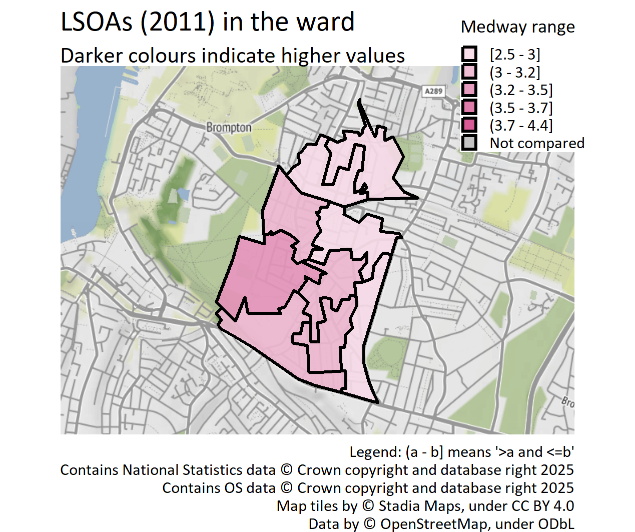 LSOAs (2011) in the ward
Darker colours indicate higher values
Medway range
[2.5 - 3]
(3 - 3.2]
(3.2 - 3.5]
(3.5 - 3.7]
(3.7 - 4.4]
Not compared
A289
Brompton
Bro
Legend: (a - b] means '>a and <=b'
Contains National Statistics data © Crown copyright and database right 2025
Contains OS data © Crown copyright and database right 2025
Map tiles by © Stadia Maps, under CC BY 4.0
Data by © OpenStreetMap, under ODbL